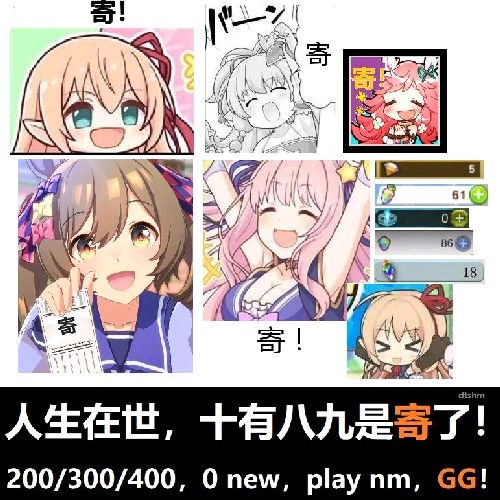 寄!
バーン
寄
寄!
寄
寄！
5
61
0
86
18
dtshm
人生在世，十有八九是寄了！
200/300/400，0 new，play nm，GG！